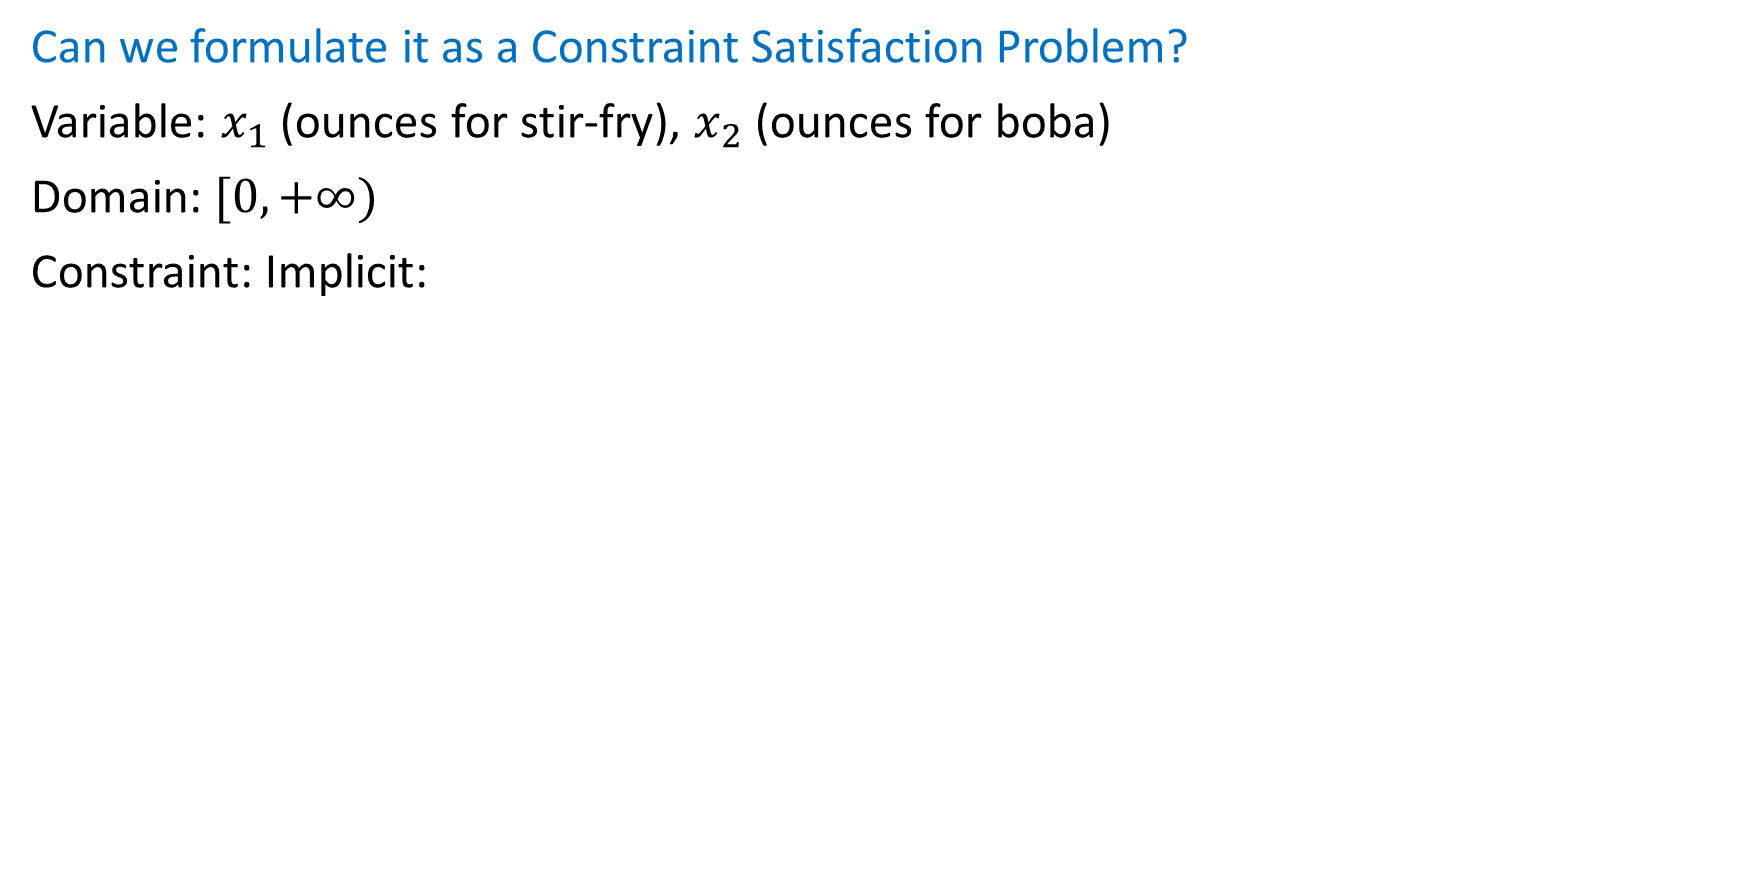 Can we formulate it as a Constraint Satisfaction Problem?
Variable: 𝑥₁ (ounces for stir-fry), 𝑥₂ (ounces for boba)
Domain: [0, +∞)
Constraint: Implicit: